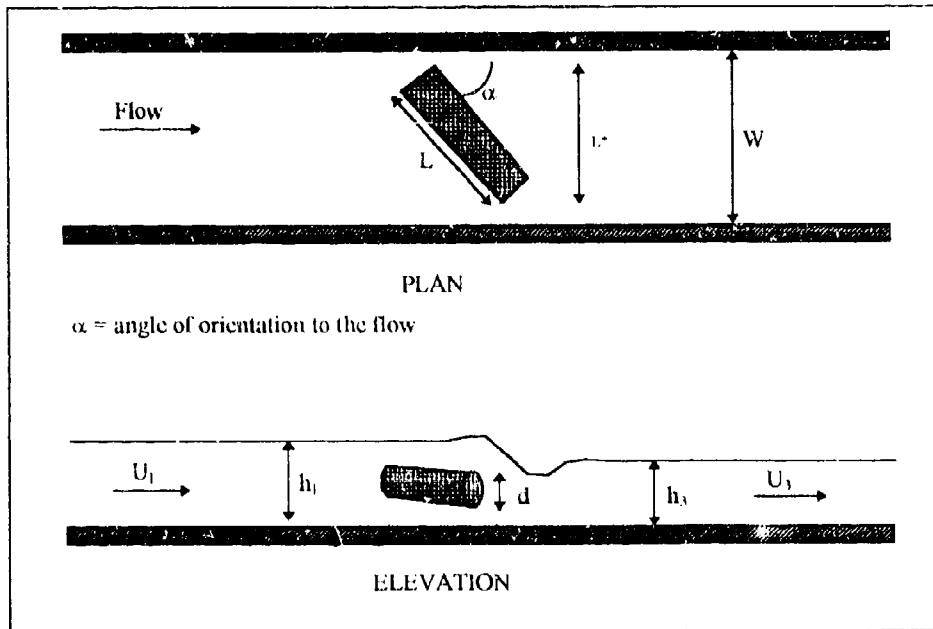 Flow
α
L
L*
W
PLAN
α = angle of orientation to the flow
U₁
h₁
d
h₃
U₃
ELEVATION